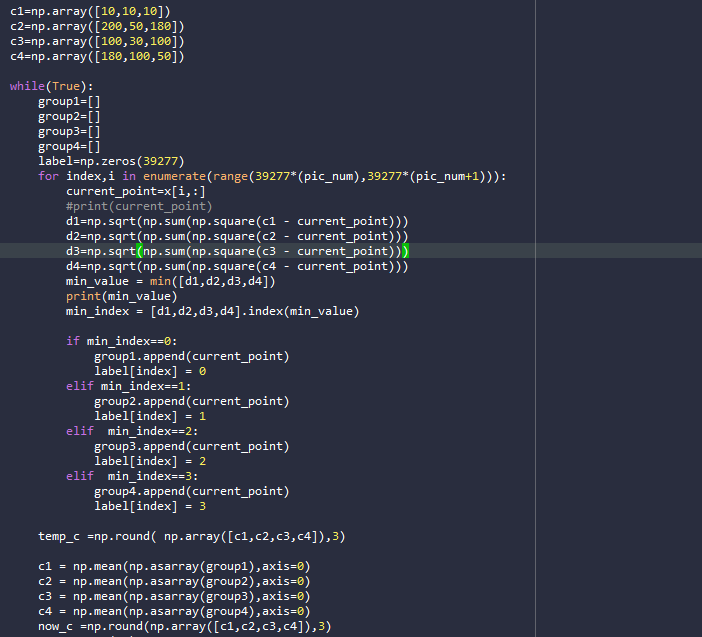 c1=np.array([10,10,10])
c2=np.array([200,50,180])
c3=np.array([100,30,100])
c4=np.array([180,100,50])
while(True):
    group1=[]
    group2=[]
    group3=[]
    group4=[]
    label=np.zeros(39277)
    for index,i in enumerate(range(39277*(pic_num),39277*(pic_num+1))):
        current_point=x[i,:]
        #print(current_point)
        d1=np.sqrt(np.sum(np.square(c1 - current_point)))
        d2=np.sqrt(np.sum(np.square(c2 - current_point)))
        d3=np.sqrt(np.sum(np.square(c3 - current_point)))
        d4=np.sqrt(np.sum(np.square(c4 - current_point)))
        min_value = min([d1,d2,d3,d4])
        print(min_value)
        min_index = [d1,d2,d3,d4].index(min_value)
        if min_index==0:
            group1.append(current_point)
            label[index] = 0
        elif min_index==1:
            group2.append(current_point)
            label[index] = 1
        elif  min_index==2:
            group3.append(current_point)
            label[index] = 2
        elif  min_index==3:
            group4.append(current_point)
            label[index] = 3
    temp_c =np.round( np.array([c1,c2,c3,c4]),3)
    c1 = np.mean(np.asarray(group1),axis=0)
    c2 = np.mean(np.asarray(group2),axis=0)
    c3 = np.mean(np.asarray(group3),axis=0)
    c4 = np.mean(np.asarray(group4),axis=0)
    now_c =np.round(np.array([c1,c2,c3,c4]),3)